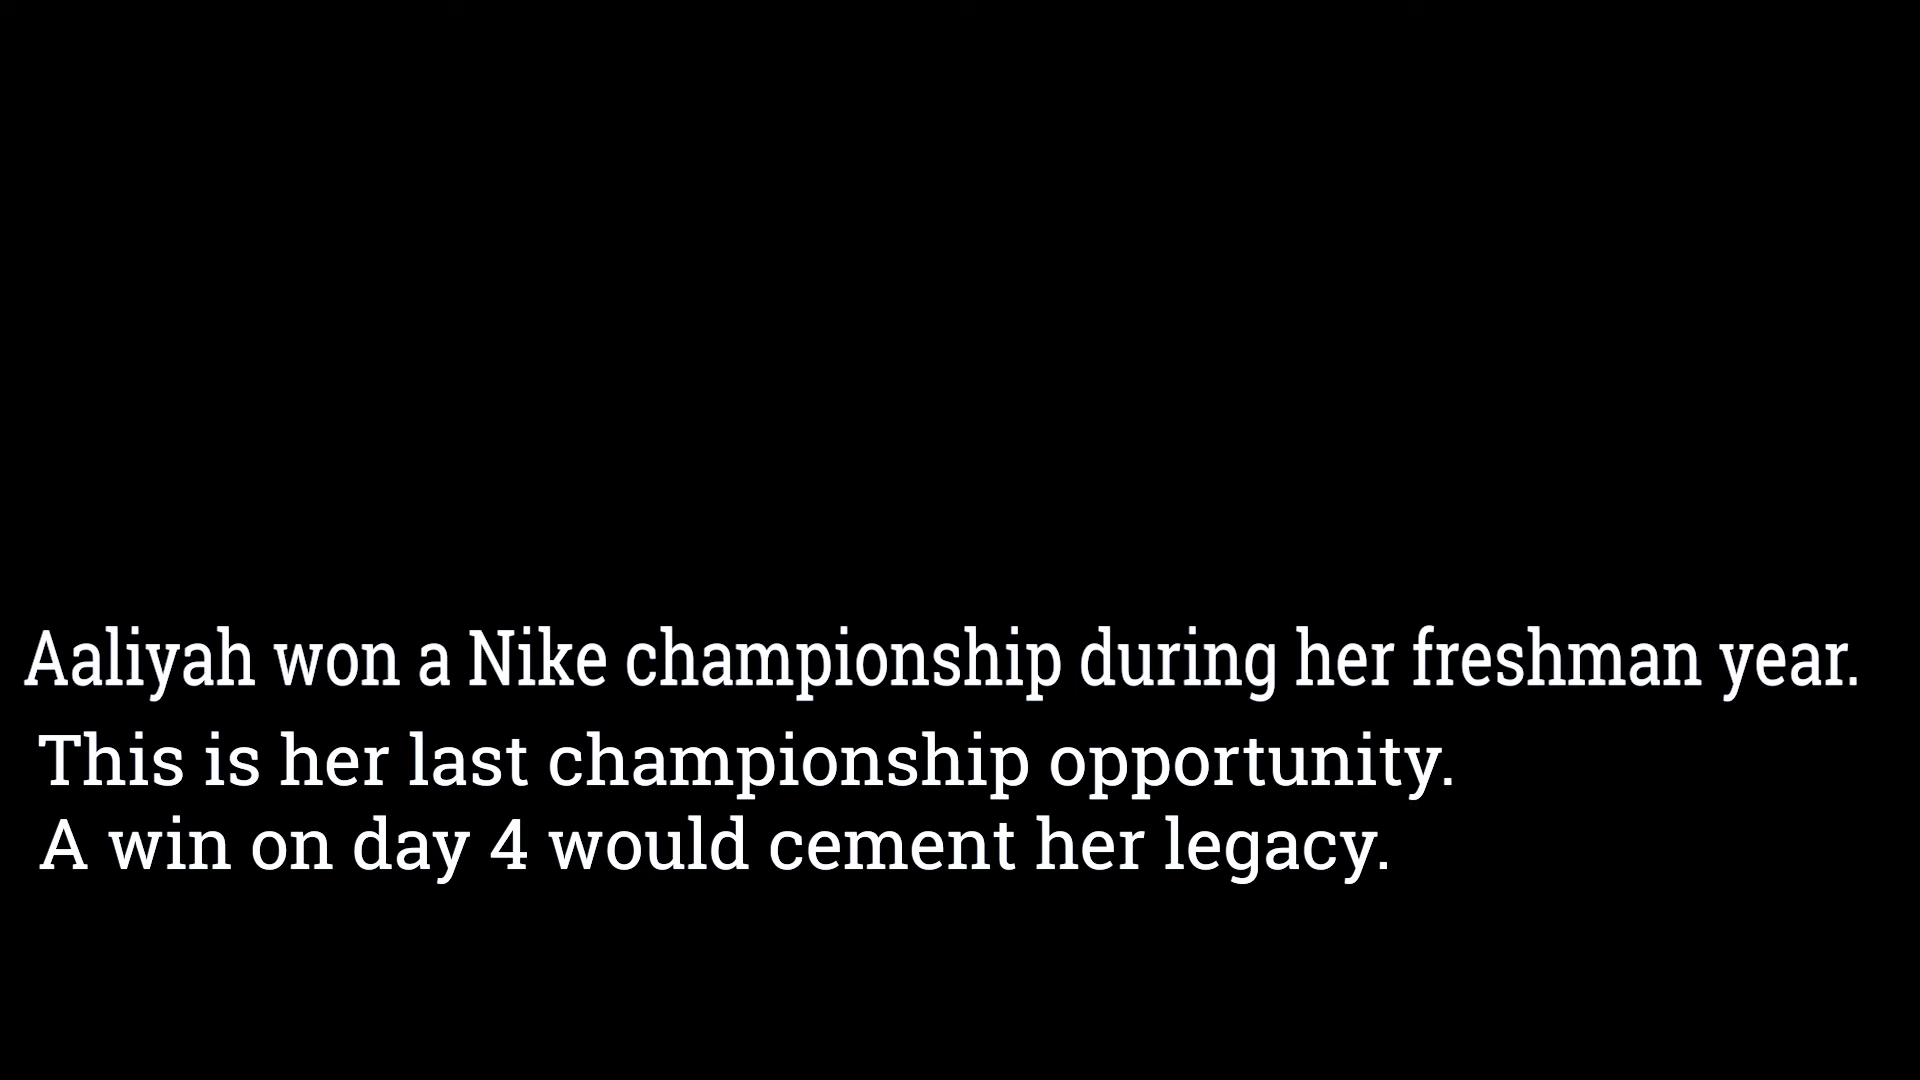 Aaliyah won a Nike championship during her freshman year.
This is her last championship opportunity.
A win on day 4 would cement her legacy.